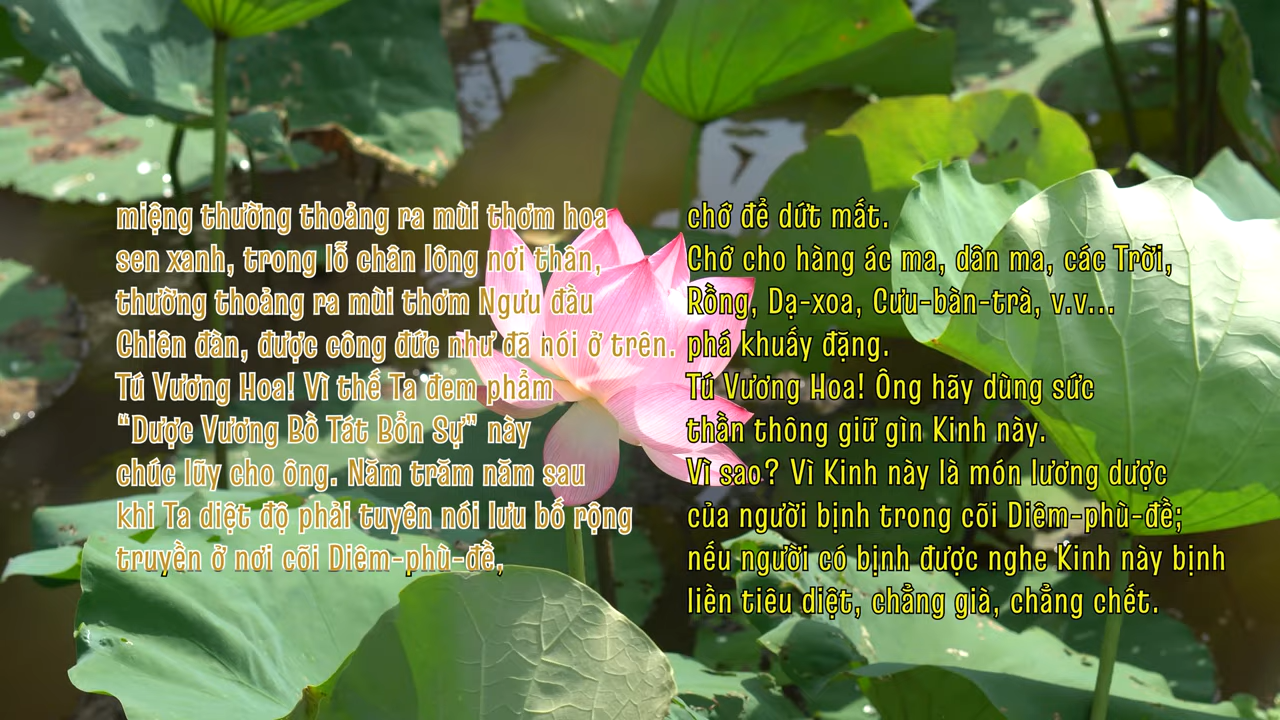 miệng thường thoảng ra mùi thơm hoa
sen xanh, trong lỗ chân lông nơi thân,
thường thoảng ra mùi thơm Ngưu đầu
Chiên đàn, được công đức như đã nói ở trên.
Tú Vương Hoa! Vì thế Ta đem phẩm
“Dược Vương Bồ Tát Bổn Sự” này
chúc lũy cho ông. Năm trăm năm sau
khi Ta diệt độ phải tuyên nói lưu bố rộng
truyền ở nơi cõi Diêm-phù-đề,
chớ để dứt mất.
Chớ cho hàng ác ma, dân ma, các Trời,
Rồng, Dạ-xoa, Cưu-bàn-trà, v.v...
phá khuấy đặng.
Tú Vương Hoa! Ông hãy dùng sức
thần thông giữ gìn Kinh này.
Vì sao? Vì Kinh này là món lương dược
của người bịnh trong cõi Diêm-phù-đề;
nếu người có bịnh được nghe Kinh này bịnh
liền tiêu diệt, chẳng già, chẳng chết.